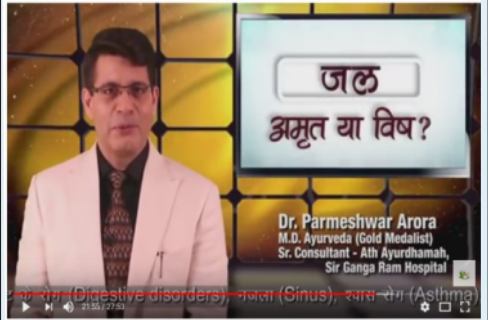 जल
अमृत या विष?
Dr. Parmeshwar Arora
M.D. Ayurveda (Gold Medalist)
Sr. Consultant - Ath Ayurdhamah,
Sir Ganga Ram Hospital
के रोग (Digestive disorders), नजला (Sinus), श्वास रोग (Asthma)
21:55 / 27:53